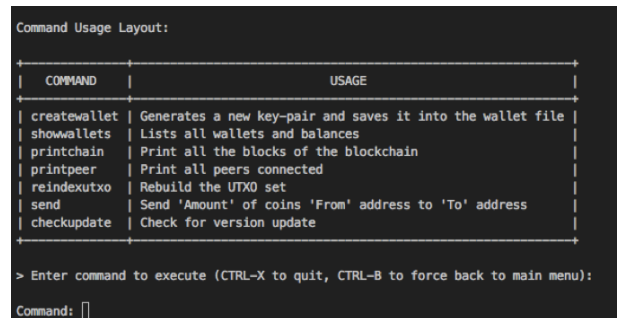 Command Usage Layout:
| COMMAND | USAGE |
| createwallet | Generates a new key-pair and saves it into the wallet file |
| showwallets | Lists all wallets and balances |
| printchain | Print all the blocks of the blockchain |
| printpeer | Print all peers connected |
| reindexutxo | Rebuild the UTXO set |
| send | Send 'Amount' of coins 'From' address to 'To' address |
| checkupdate | Check for version update |
> Enter command to execute (CTRL-X to quit, CTRL-B to force back to main menu):
Command: